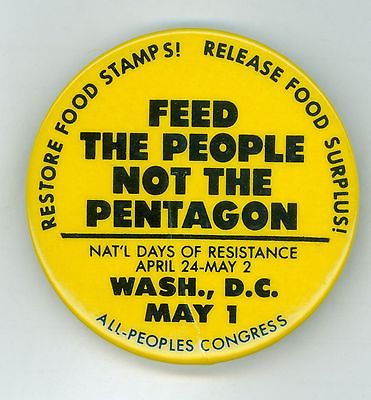 RESTORE FOOD STAMPS! RELEASE FOOD SURPLUS!
FEED
THE PEOPLE
NOT THE
PENTAGON
NAT'L DAYS OF RESISTANCE
APRIL 24-MAY 2
WASH., D.C.
MAY 1
ALL-PEOPLES CONGRESS